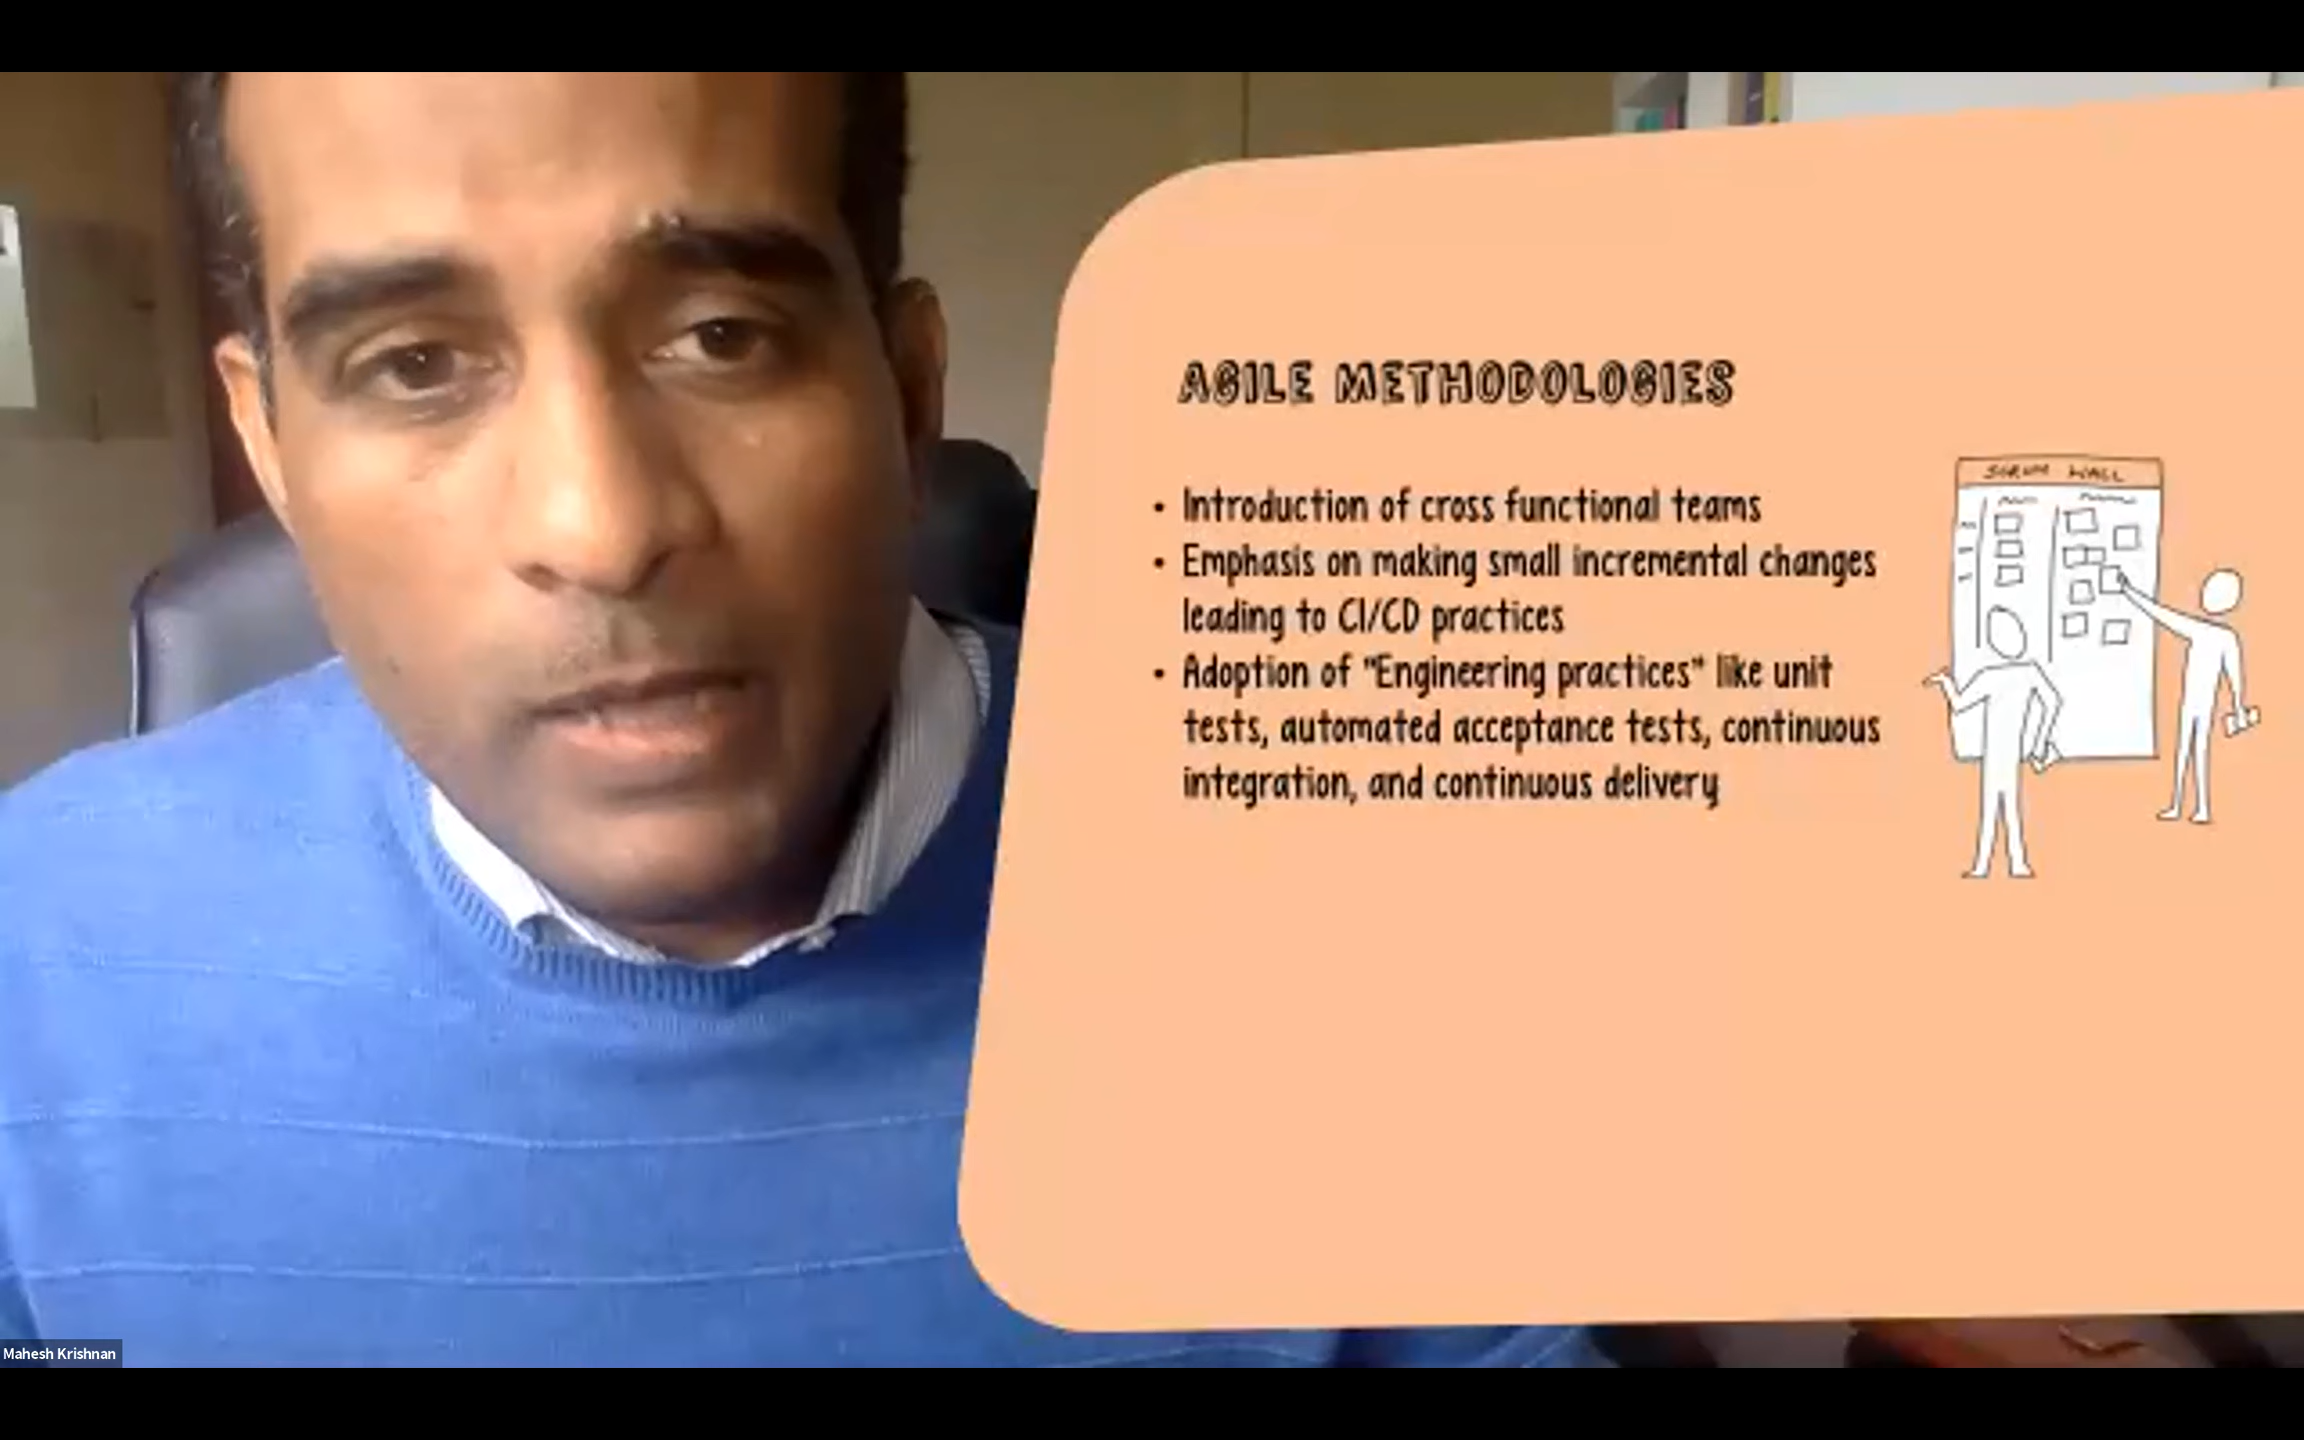 AGILE METHODOLOGIES
• Introduction of cross functional teams
• Emphasis on making small incremental changes
leading to CI/CD practices
• Adoption of "Engineering practices" like unit
tests, automated acceptance tests, continuous
integration, and continuous delivery
SCRUM WALL
Mahesh Krishnan